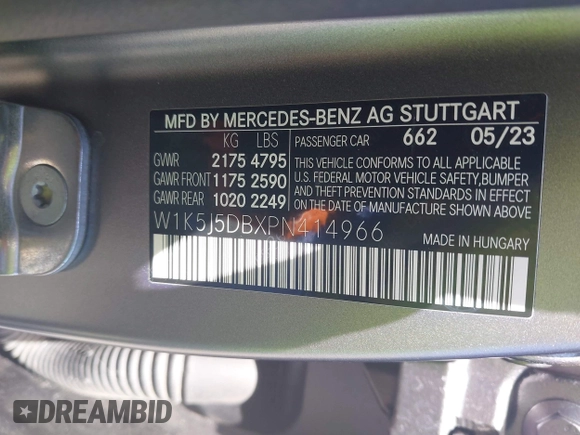 MFD BY MERCEDES-BENZ AG STUTTGART
KG LBS PASSENGER CAR 662 05/23
GVWR 2175 4795
GAWR FRONT 1175 2590
GAWR REAR 1020 2249
THIS VEHICLE CONFORMS TO ALL APPLICABLE
U.S. FEDERAL MOTOR VEHICLE SAFETY, BUMPER
AND THEFT PREVENTION STANDARDS IN EFFECT
ON THE DATE OF MANUFACTURE SHOWN ABOVE
W1K5J5DBXPN414966
MADE IN HUNGARY
DREAMBID